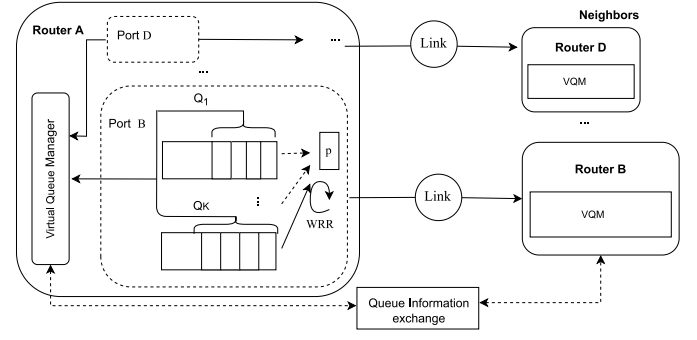 Neighbors
Router A
Port D
...
Link
Router D
VQM
...
...
Q1
Port B
Virtual Queue Manager
p
...
QK
WRR
Link
Router B
VQM
Queue Information
exchange